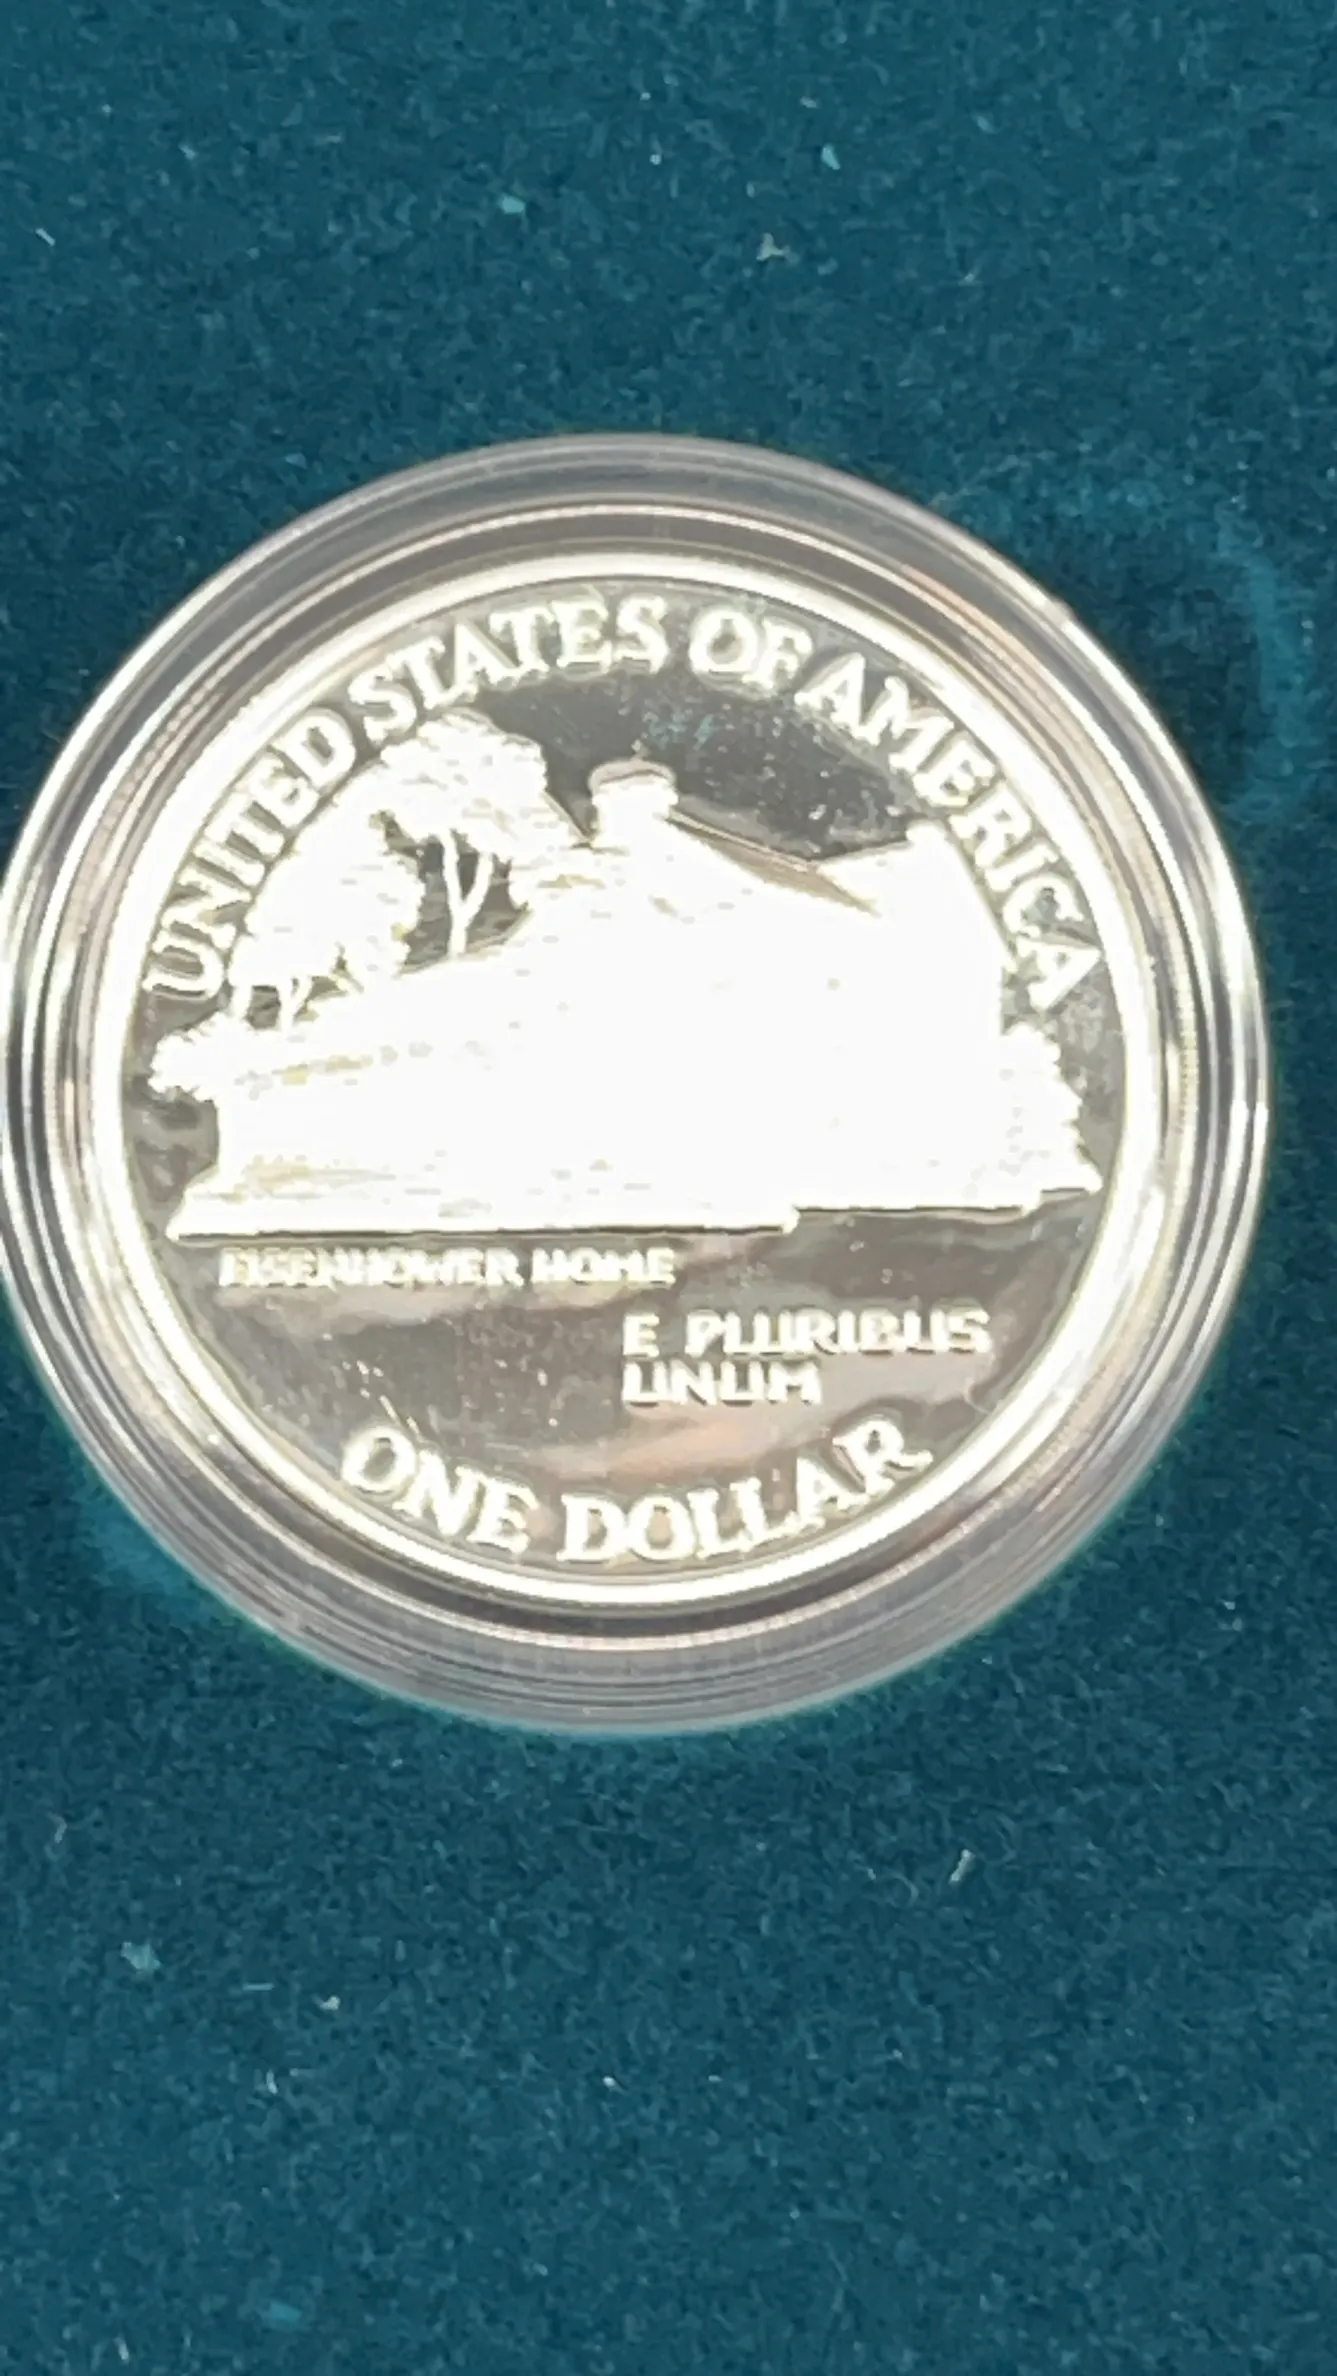 UNITED STATES OF AMERICA
EISENHOWER HOME
E PLURIBUS
UNUM
ONE DOLLAR